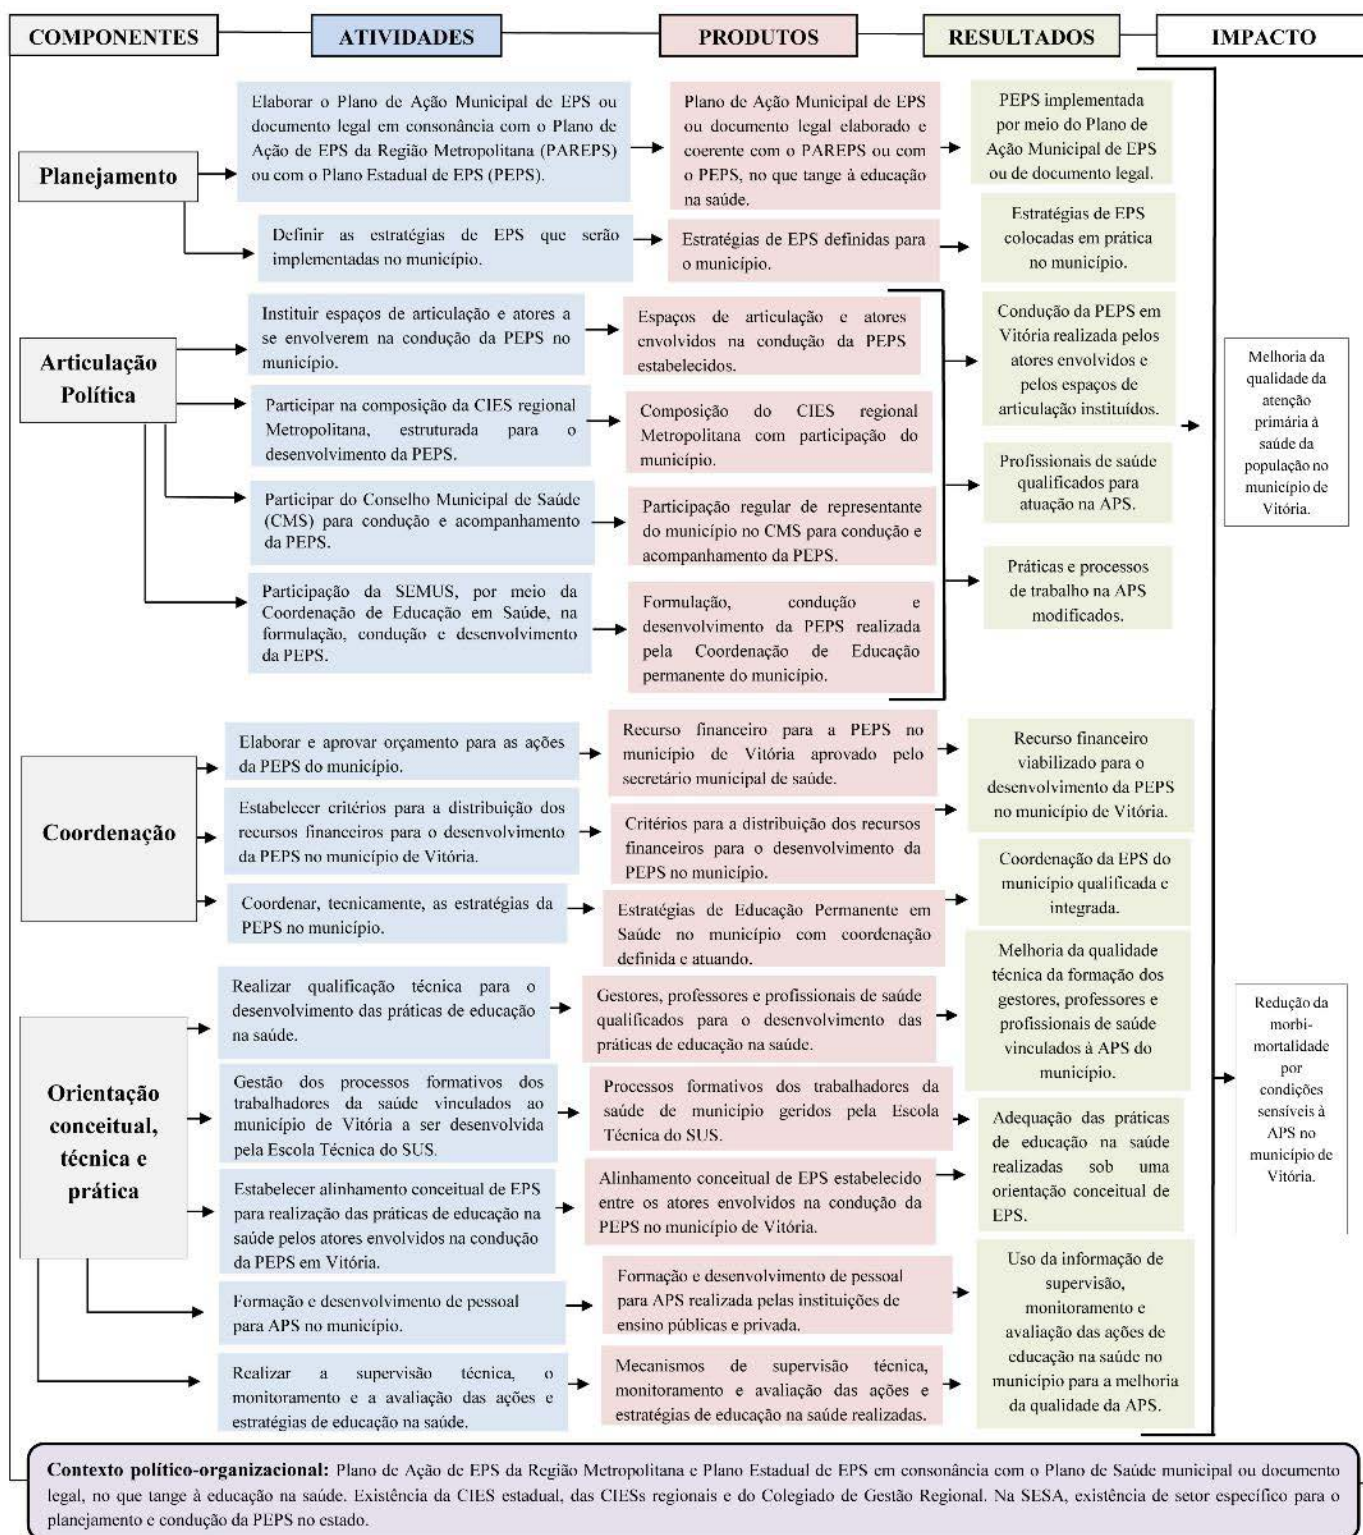 COMPONENTES
ATIVIDADES
PRODUTOS
RESULTADOS
IMPACTO
Planejamento
Elaborar o Plano de Ação Municipal de EPS ou
documento legal em consonância com o Plano de
Ação de EPS da Região Metropolitana (PAREPS)
ou com o Plano Estadual de EPS (PEPS).
Plano de Ação Municipal de EPS
ou documento legal elaborado e
coerente com o PAREPS ou com
o PEPS, no que tange à educação
na saúde.
PEPS implementada
por meio do Plano de
Ação Municipal de EPS
ou de documento legal.
Definir as estratégias de EPS que serão
implementadas no município.
Estratégias de EPS definidas para
o município.
Estratégias de EPS
colocadas em prática
no município.
Articulação
Política
Instituir espaços de articulação e atores a
se envolverem na condução da PEPS no
município.
Espaços de articulação e atores
envolvidos na condução da PEPS
estabelecidos.
Condução da PEPS em
Vitória realizada pelos
atores envolvidos e
pelos espaços de
articulação instituídos.
Participar na composição da CIES regional
Metropolitana, estruturada para o
desenvolvimento da PEPS.
Composição do CIES regional
Metropolitana com participação do
município.
Profissionais de saúde
qualificados para
atuação na APS.
Participar do Conselho Municipal de Saúde
(CMS) para condução e acompanhamento
da PEPS.
Participação regular de representante
do município no CMS para condução e
acompanhamento da PEPS.
Práticas e processos
de trabalho na APS
modificados.
Participação da SEMUS, por meio da
Coordenação de Educação em Saúde, na
formulação, condução e desenvolvimento
da PEPS.
Formulação, condução e
desenvolvimento da PEPS realizada
pela Coordenação de Educação
permanente do município.
Melhoria da
qualidade da
atenção
primária à
saúde da
população no
município de
Vitória.
Coordenação
Elaborar e aprovar orçamento para as ações
da PEPS do município.
Recurso financeiro para a PEPS no
município de Vitória aprovado pelo
secretário municipal de saúde.
Recurso financeiro
viabilizado para o
desenvolvimento da PEPS
no município de Vitória.
Estabelecer critérios para a distribuição dos
recursos financeiros para o desenvolvimento
da PEPS no município de Vitória.
Critérios para a distribuição dos recursos
financeiros para o desenvolvimento da
PEPS no município.
Coordenação da EPS do
município qualificada e
integrada.
Coordenar, tecnicamente, as estratégias da
PEPS no município.
Estratégias de Educação Permanente em
Saúde no município com coordenação
definida e atuando.
Orientação
conceitual,
técnica e
prática
Realizar qualificação técnica para o
desenvolvimento das práticas de educação
na saúde.
Gestores, professores e profissionais de saúde
qualificados para o desenvolvimento das
práticas de educação na saúde.
Melhoria da qualidade
técnica da formação dos
gestores, professores e
profissionais de saúde
vinculados à APS do
município.
Gestão dos processos formativos dos
trabalhadores da saúde vinculados ao
município de Vitória a ser desenvolvida
pela Escola Técnica do SUS.
Processos formativos dos trabalhadores da
saúde de município geridos pela Escola
Técnica do SUS.
Adequação das práticas
de educação na saúde
realizadas sob uma
orientação conceitual de
EPS.
Estabelecer alinhamento conceitual de EPS
para realização das práticas de educação na
saúde pelos atores envolvidos na condução
da PEPS em Vitória.
Alinhamento conceitual de EPS estabelecido
entre os atores envolvidos na condução da
PEPS no município de Vitória.
Formação e desenvolvimento de pessoal
para APS no município.
Formação e desenvolvimento de pessoal
para APS realizada pelas instituições de
ensino públicas e privada.
Uso da informação de
supervisão,
monitoramento e
avaliação das ações de
educação na saúde no
município para a melhoria
da qualidade da APS.
Realizar a supervisão técnica, o
monitoramento e a avaliação das ações e
estratégias de educação na saúde.
Mecanismos de supervisão técnica,
monitoramento e avaliação das ações e
estratégias de educação na saúde realizadas.
Redução da
morbi-
mortalidade
por
condições
sensíveis à
APS no
município de
Vitória.
Contexto político-organizacional: Plano de Ação de EPS da Região Metropolitana e Plano Estadual de EPS em consonância com o Plano de Saúde municipal ou documento
legal, no que tange à educação na saúde. Existência da CIES estadual, das CIESs regionais e do Colegiado de Gestão Regional. Na SESA, existência de setor específico para o
planejamento e condução da PEPS no estado.